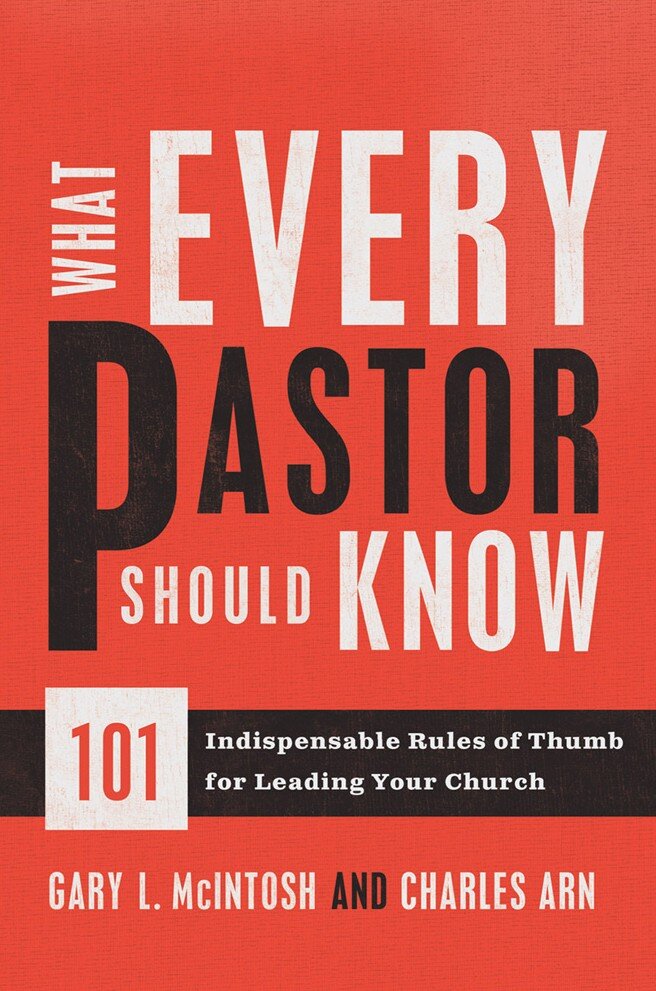 WHAT
EVERY
PASTOR
SHOULD KNOW
101
Indispensable Rules of Thumb
for Leading Your Church
GARY L. McINTOSH AND CHARLES ARN